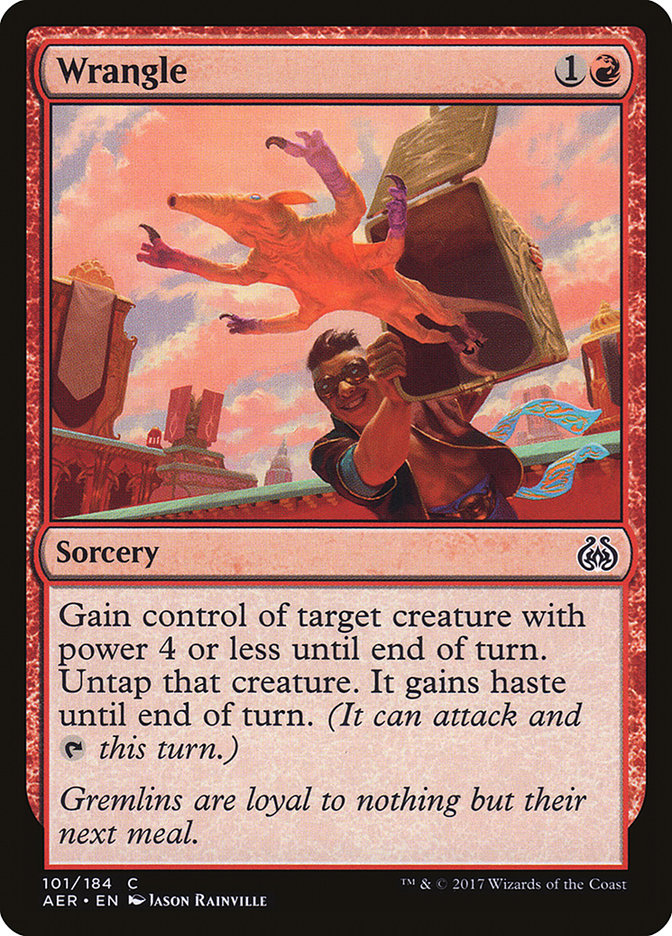 Wrangle 1
Sorcery
Gain control of target creature with
power 4 or less until end of turn.
Untap that creature. It gains haste
until end of turn. (It can attack and
this turn.)
Gremlins are loyal to nothing but their
next meal.
101/184 C
™ & © 2017 Wizards of the Coast
AER • EN Jason Rainville